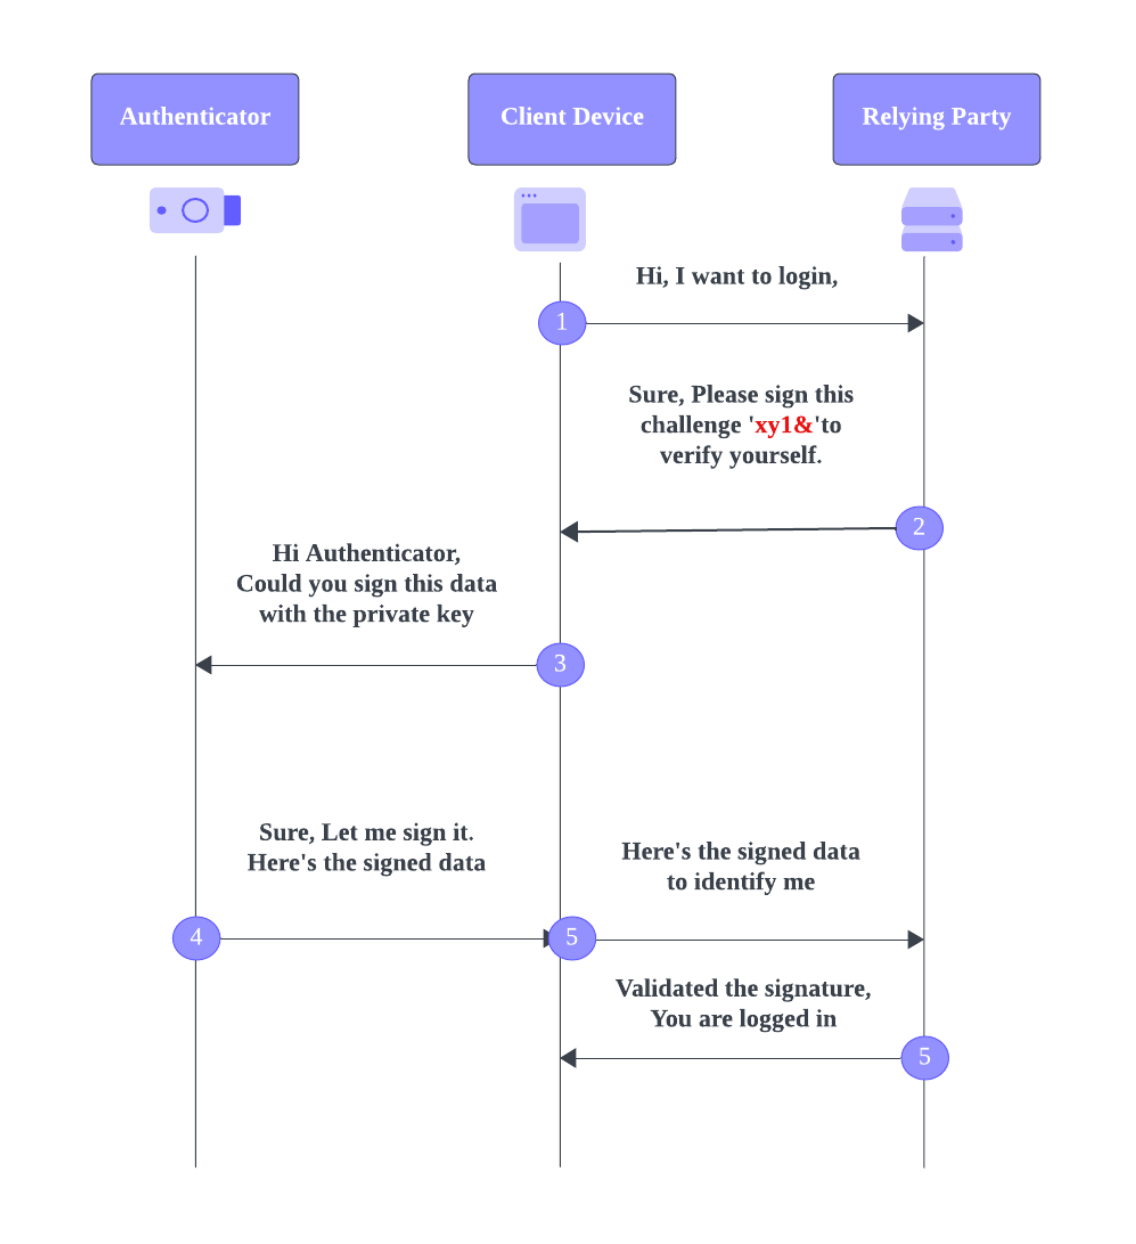 Authenticator
Client Device
Relying Party
Hi, I want to login,
1
Sure, Please sign this
challenge 'xy1&'to
verify yourself.
2
Hi Authenticator,
Could you sign this data
with the private key
3
Sure, Let me sign it.
Here's the signed data
Here's the signed data
to identify me
4
5
Validated the signature,
You are logged in
5